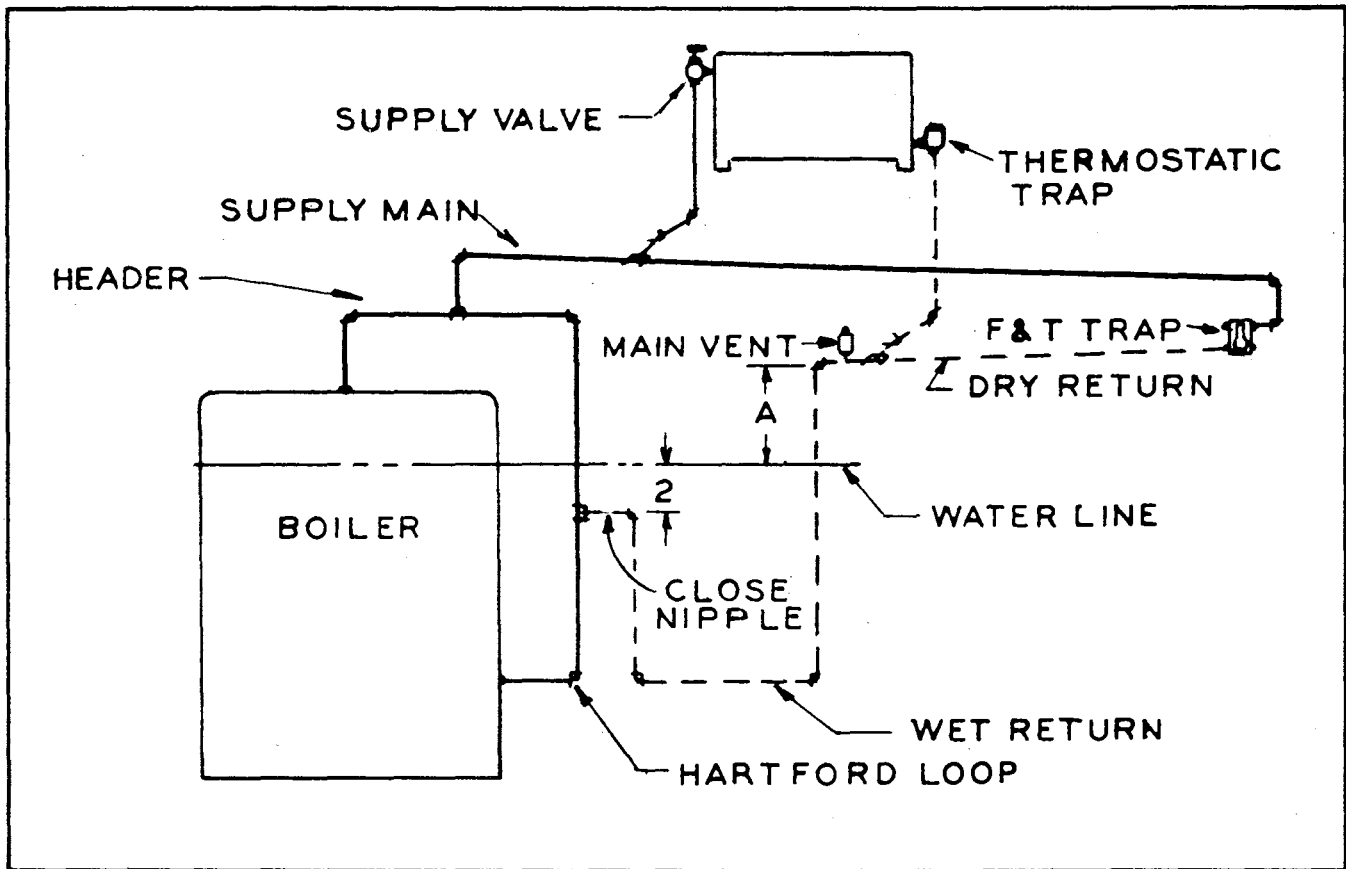 SUPPLY VALVE
THERMOSTATIC
TRAP
SUPPLY MAIN
HEADER
F&T TRAP
MAIN VENT
DRY RETURN
A
2
WATER LINE
BOILER
CLOSE
NIPPLE
WET RETURN
HARTFORD LOOP